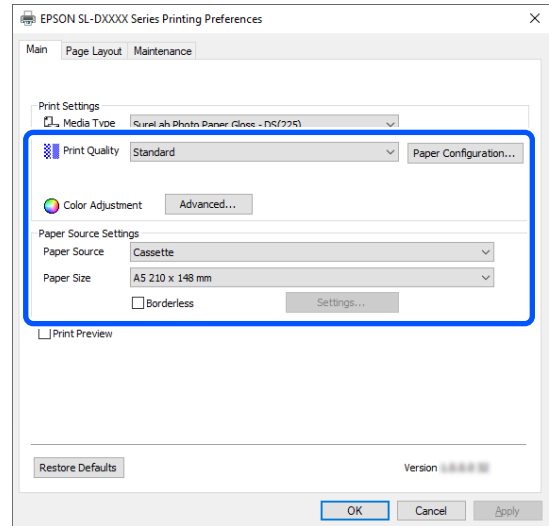 EPSON SL-DXXXX Series Printing Preferences
Main Page Layout Maintenance
Print Settings
Media Type SureLab Photo Paper Gloss - DS(225)
Print Quality Standard Paper Configuration...
Color Adjustment Advanced...
Paper Source Settings
Paper Source Cassette
Paper Size A5 210 x 148 mm
Borderless Settings...
Print Preview
Restore Defaults Version
OK Cancel Apply